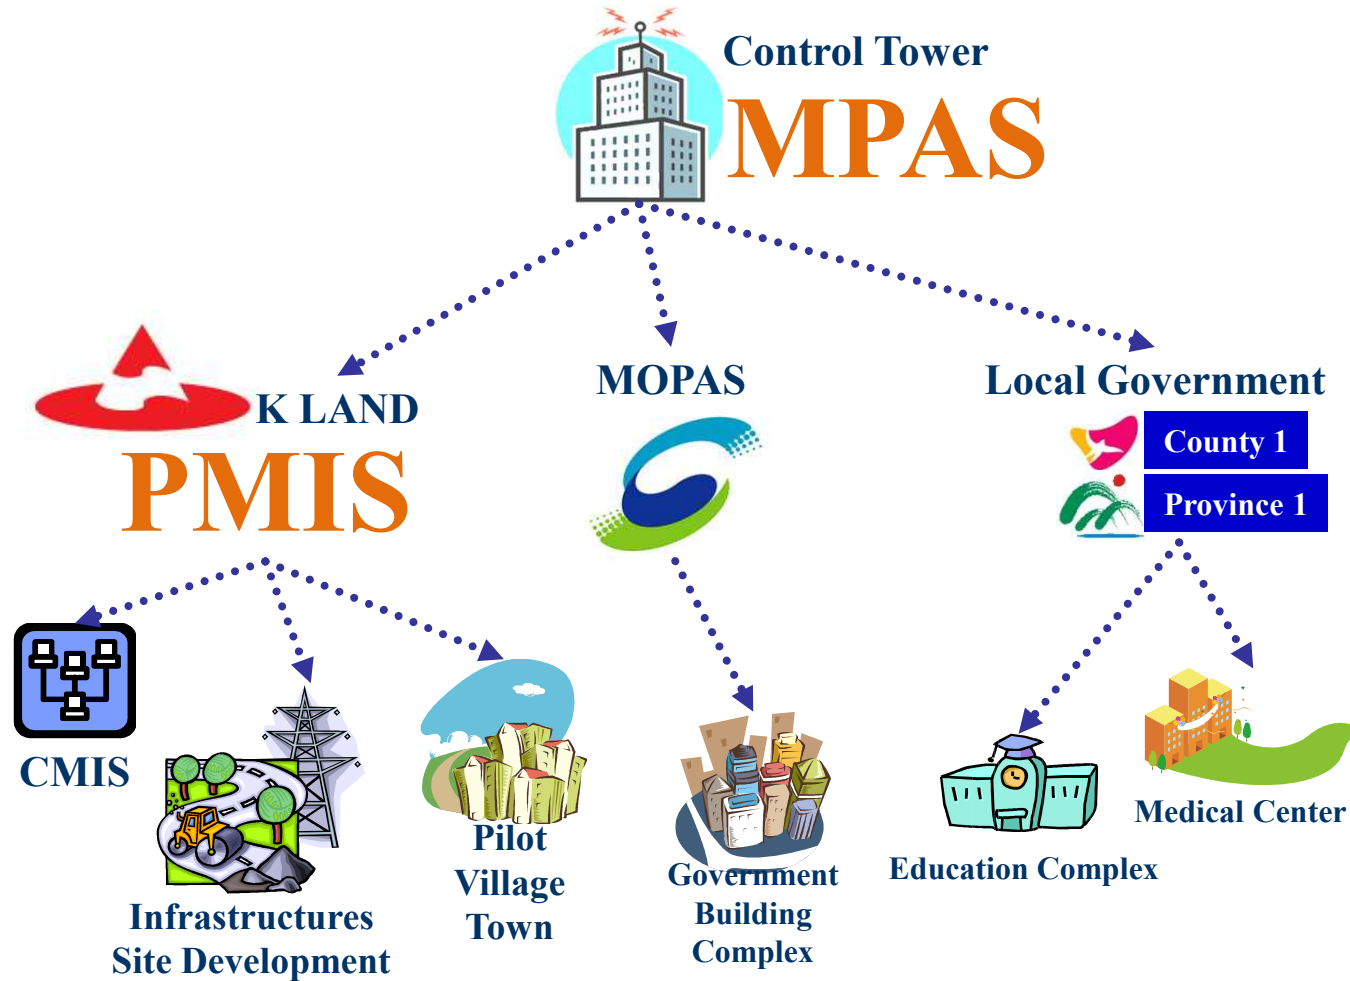 Control Tower
MPAS
K LAND
PMIS
MOPAS
Local Government
County 1
Province 1
CMIS
Infrastructures
Site Development
Pilot
Village
Town
Government
Building
Complex
Education Complex
Medical Center